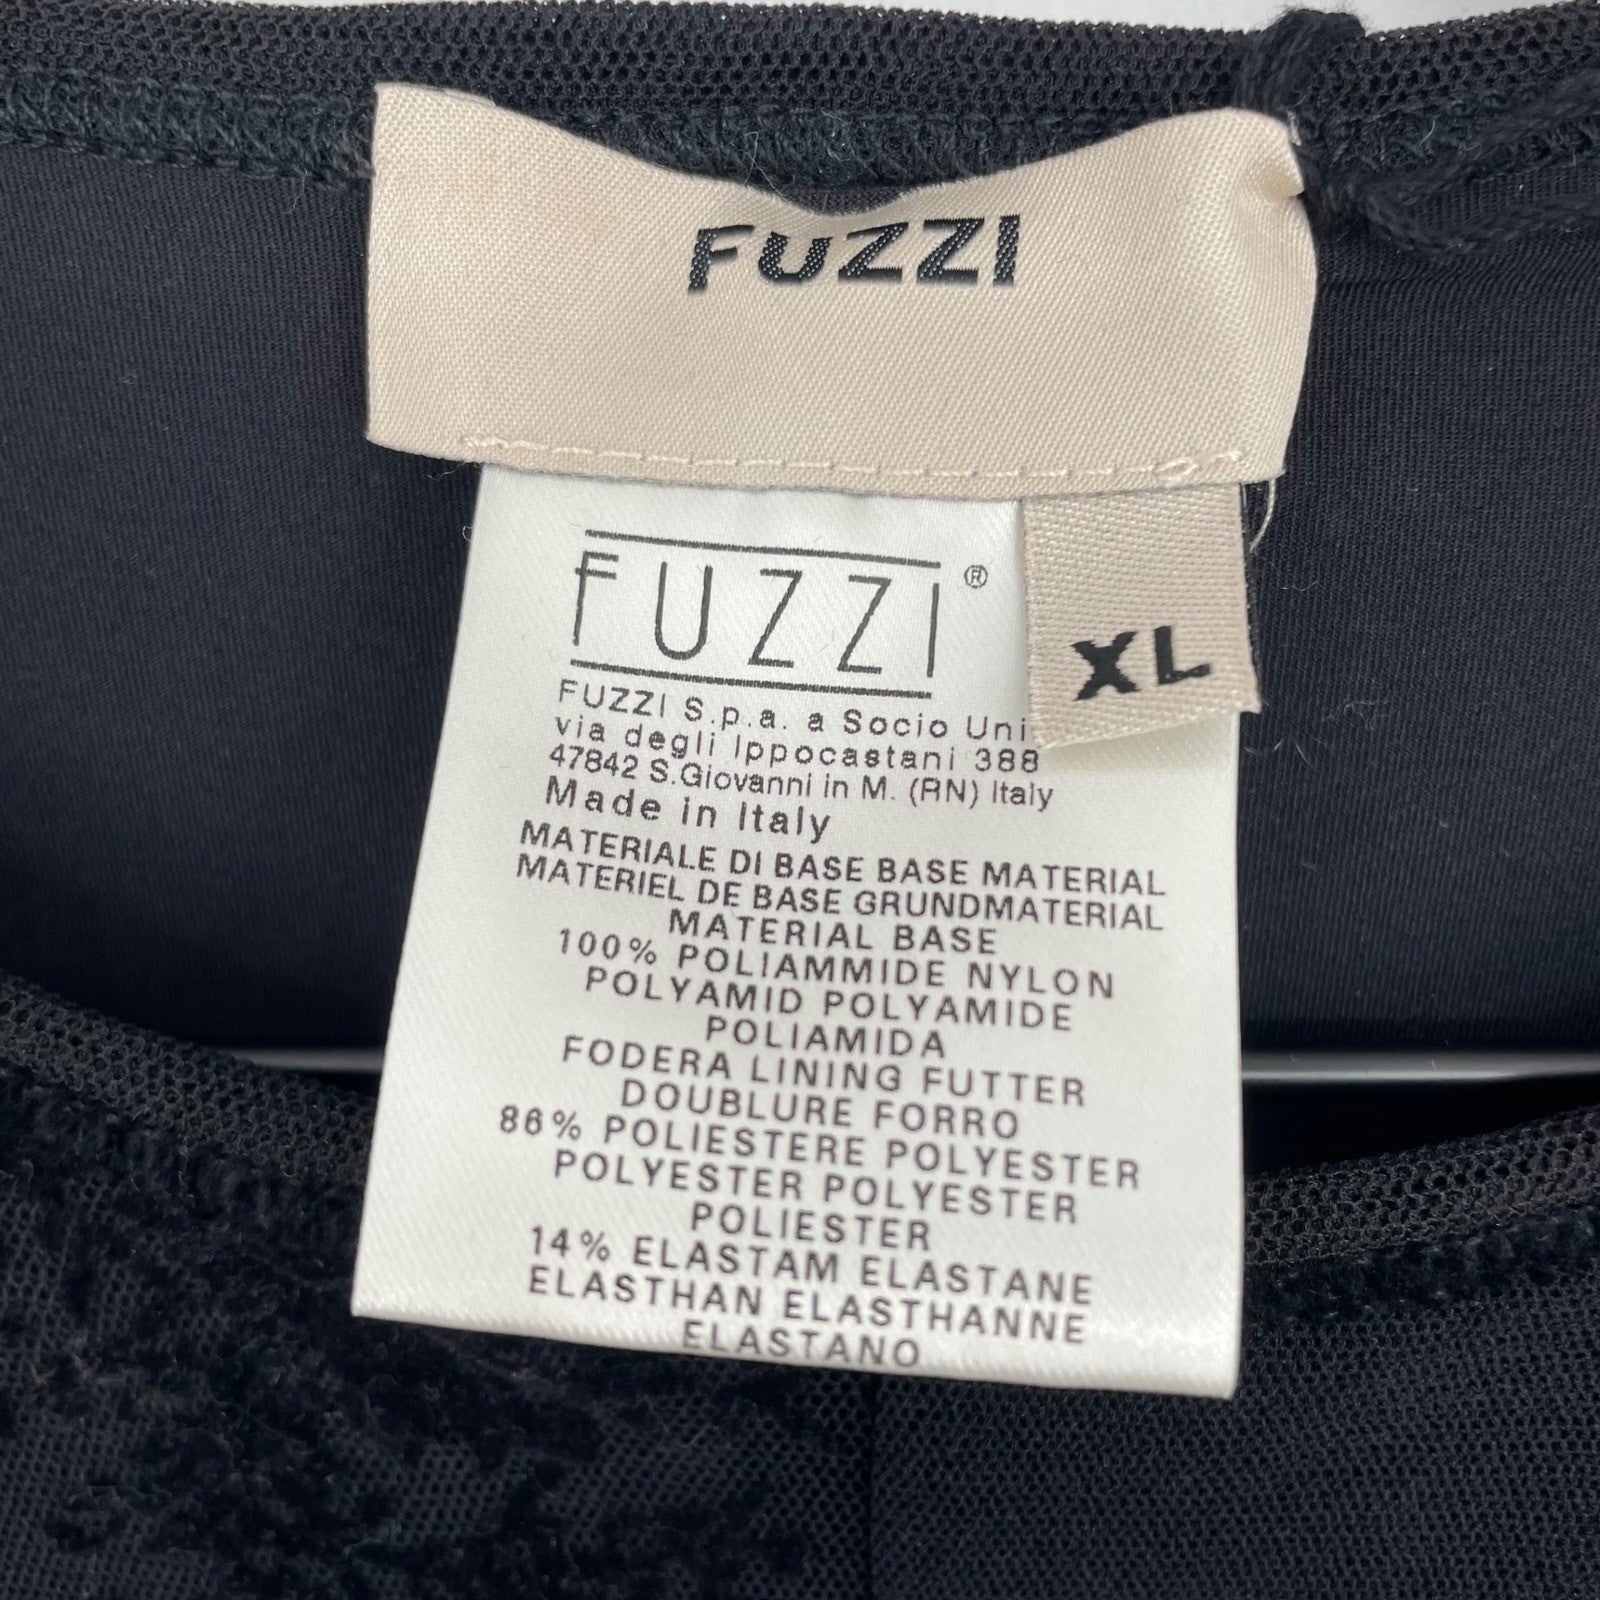 FUZZI
XL
FUZZI®
FUZZI S.p.a. a Socio Uni
via degli Ippocastani 388
47842 S.Giovanni in M. (RN) Italy
Made in Italy
MATERIALE DI BASE BASE MATERIAL
MATERIEL DE BASE GRUNDMATERIAL
MATERIAL BASE
100% POLIAMMIDE NYLON
POLYAMID POLYAMIDE
POLIAMIDA
FODERA LINING FUTTER
DOUBLURE FORRO
86% POLIESTERE POLYESTER
POLYESTER POLYESTER
POLIESTER
14% ELASTAM ELASTANE
ELASTHAN ELASTHANNE
ELASTANO